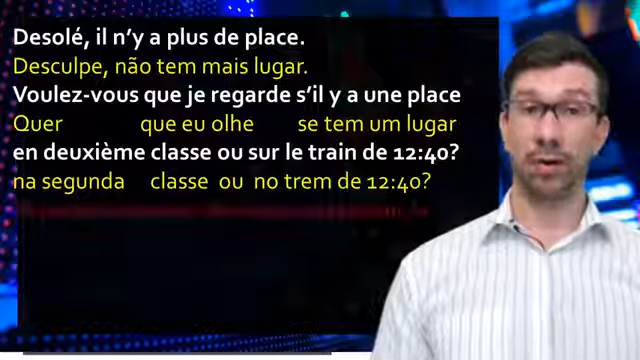 Desolé, il n’y a plus de place.
Desculpe, não tem mais lugar.
Voulez-vous que je regarde s’il y a une place
Quer que eu olhe se tem um lugar
en deuxième classe ou sur le train de 12:40?
na segunda classe ou no trem de 12:40?